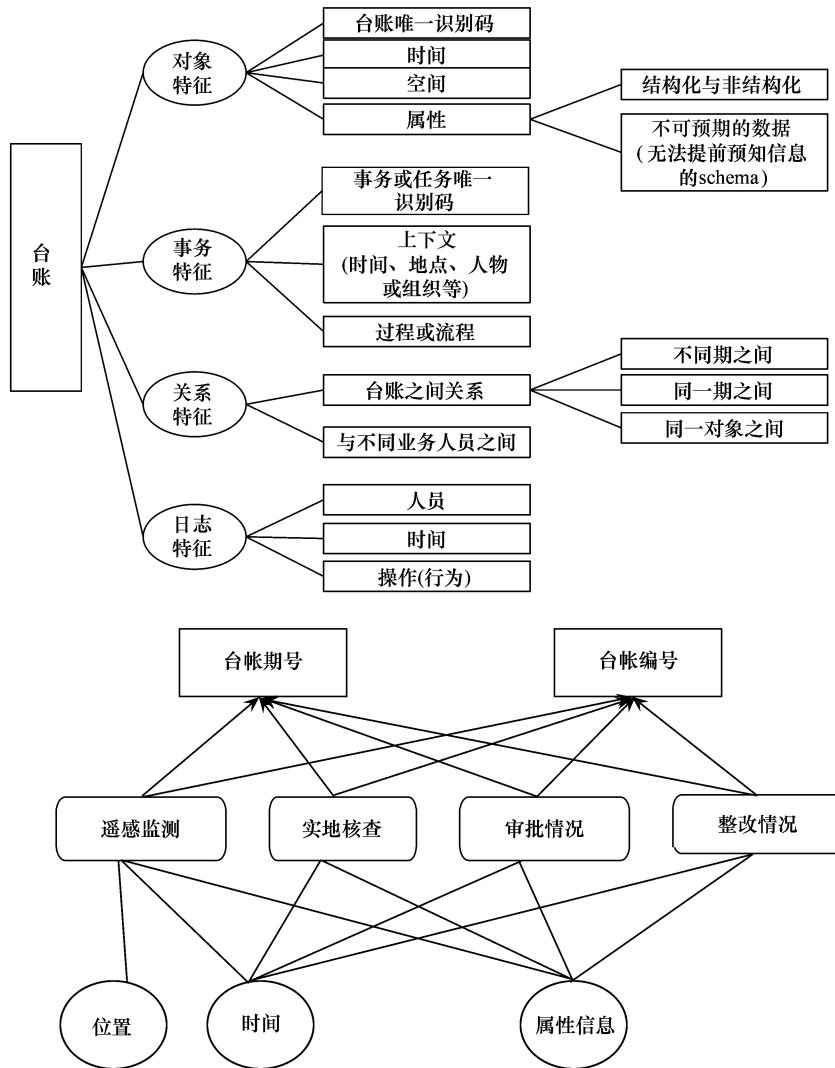 台账
对象
特征
台账唯一识别码
时间
空间
属性
结构化与非结构化
不可预期的数据
(无法提前预知信息
的schema)
事务
特征
事务或任务唯一
识别码
上下文
(时间、地点、人物
或组织等)
过程或流程
关系
特征
台账之间关系
不同期之间
同一期之间
同一对象之间
与不同业务人员之间
日志
特征
人员
时间
操作(行为)
台帐期号
台帐编号
遥感监测
实地核查
审批情况
整改情况
位置
时间
属性信息